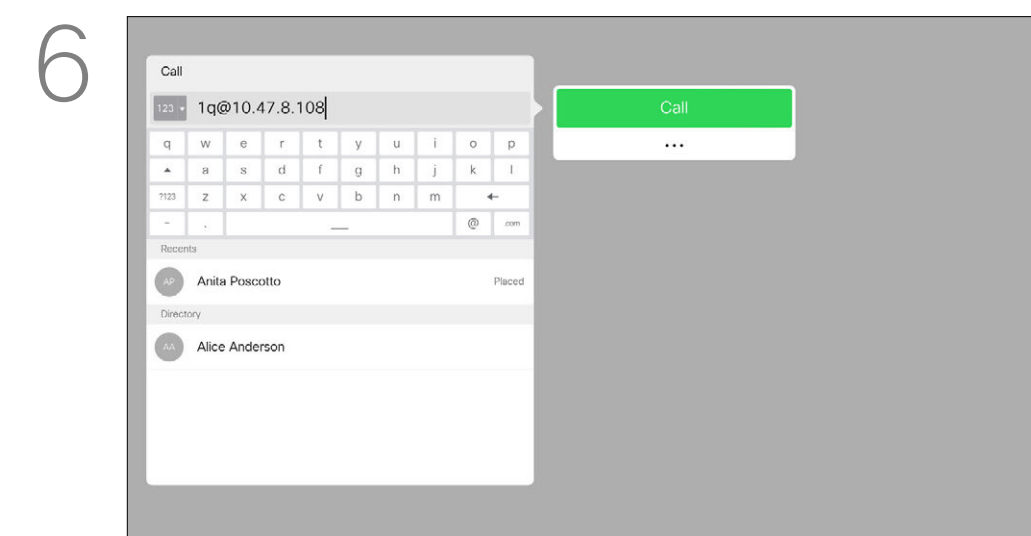 6
Call
123 1q@10.47.8.108
Call
...
q w e r t y u i o p
a s d f g h j k l
?123 z x c v b n m
- . @ .com
Recents
AP Anita Poscotto Placed
Directory
AA Alice Anderson